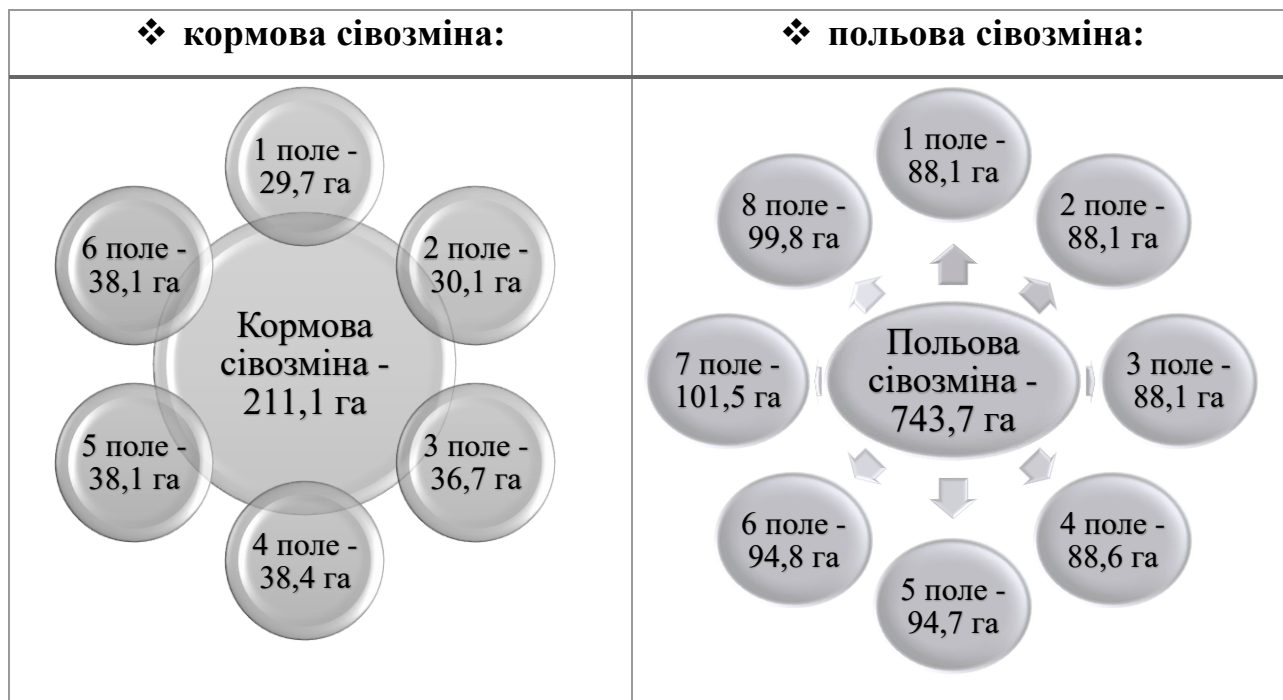 ❖ кормова сівозміна:
❖ польова сівозміна:
1 поле -
29,7 га
2 поле -
30,1 га
3 поле -
36,7 га
4 поле -
38,4 га
5 поле -
38,1 га
6 поле -
38,1 га
Кормова
сівозміна -
211,1 га
1 поле -
88,1 га
2 поле -
88,1 га
3 поле -
88,1 га
4 поле -
88,6 га
5 поле -
94,7 га
6 поле -
94,8 га
7 поле -
101,5 га
8 поле -
99,8 га
Польова
сівозміна -
743,7 га